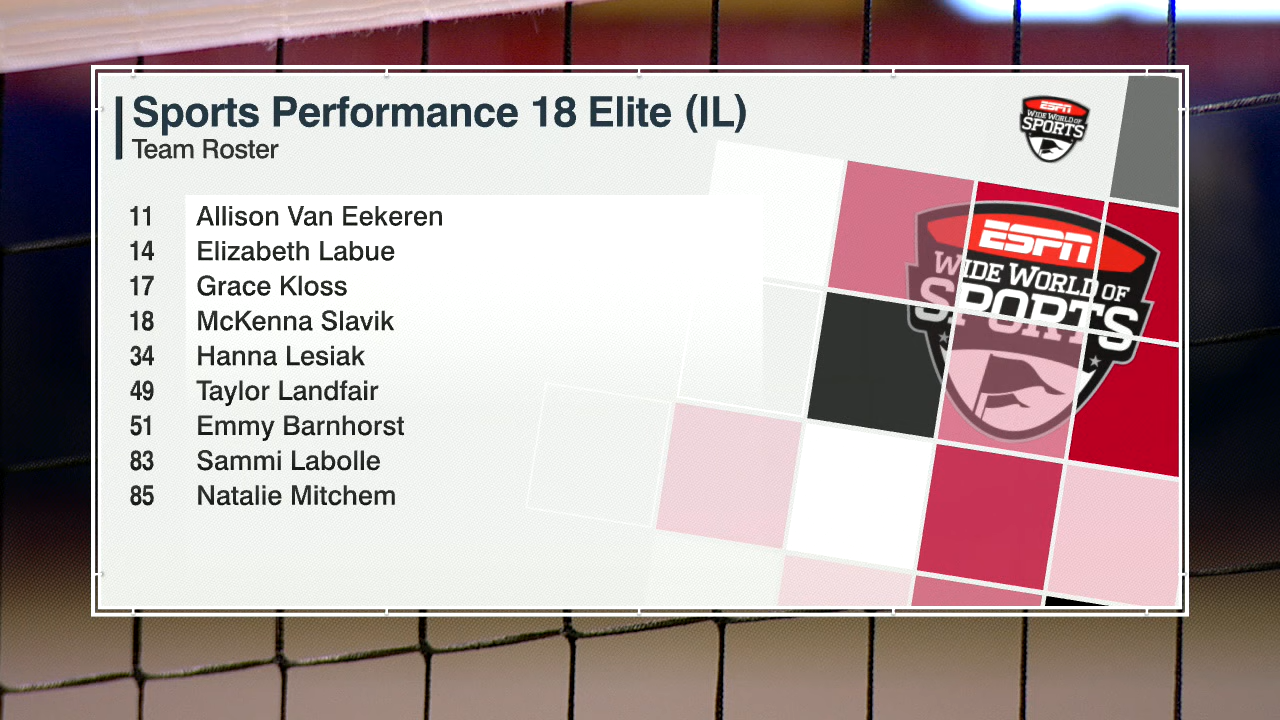 Sports Performance 18 Elite (IL)
Team Roster
ESPN
WIDE WORLD OF
SPORTS
11 Allison Van Eekeren
14 Elizabeth Labue
17 Grace Kloss
18 McKenna Slavik
34 Hanna Lesiak
49 Taylor Landfair
51 Emmy Barnhorst
83 Sammi Labolle
85 Natalie Mitchem
ESPN
WIDE WORLD OF
SPORTS